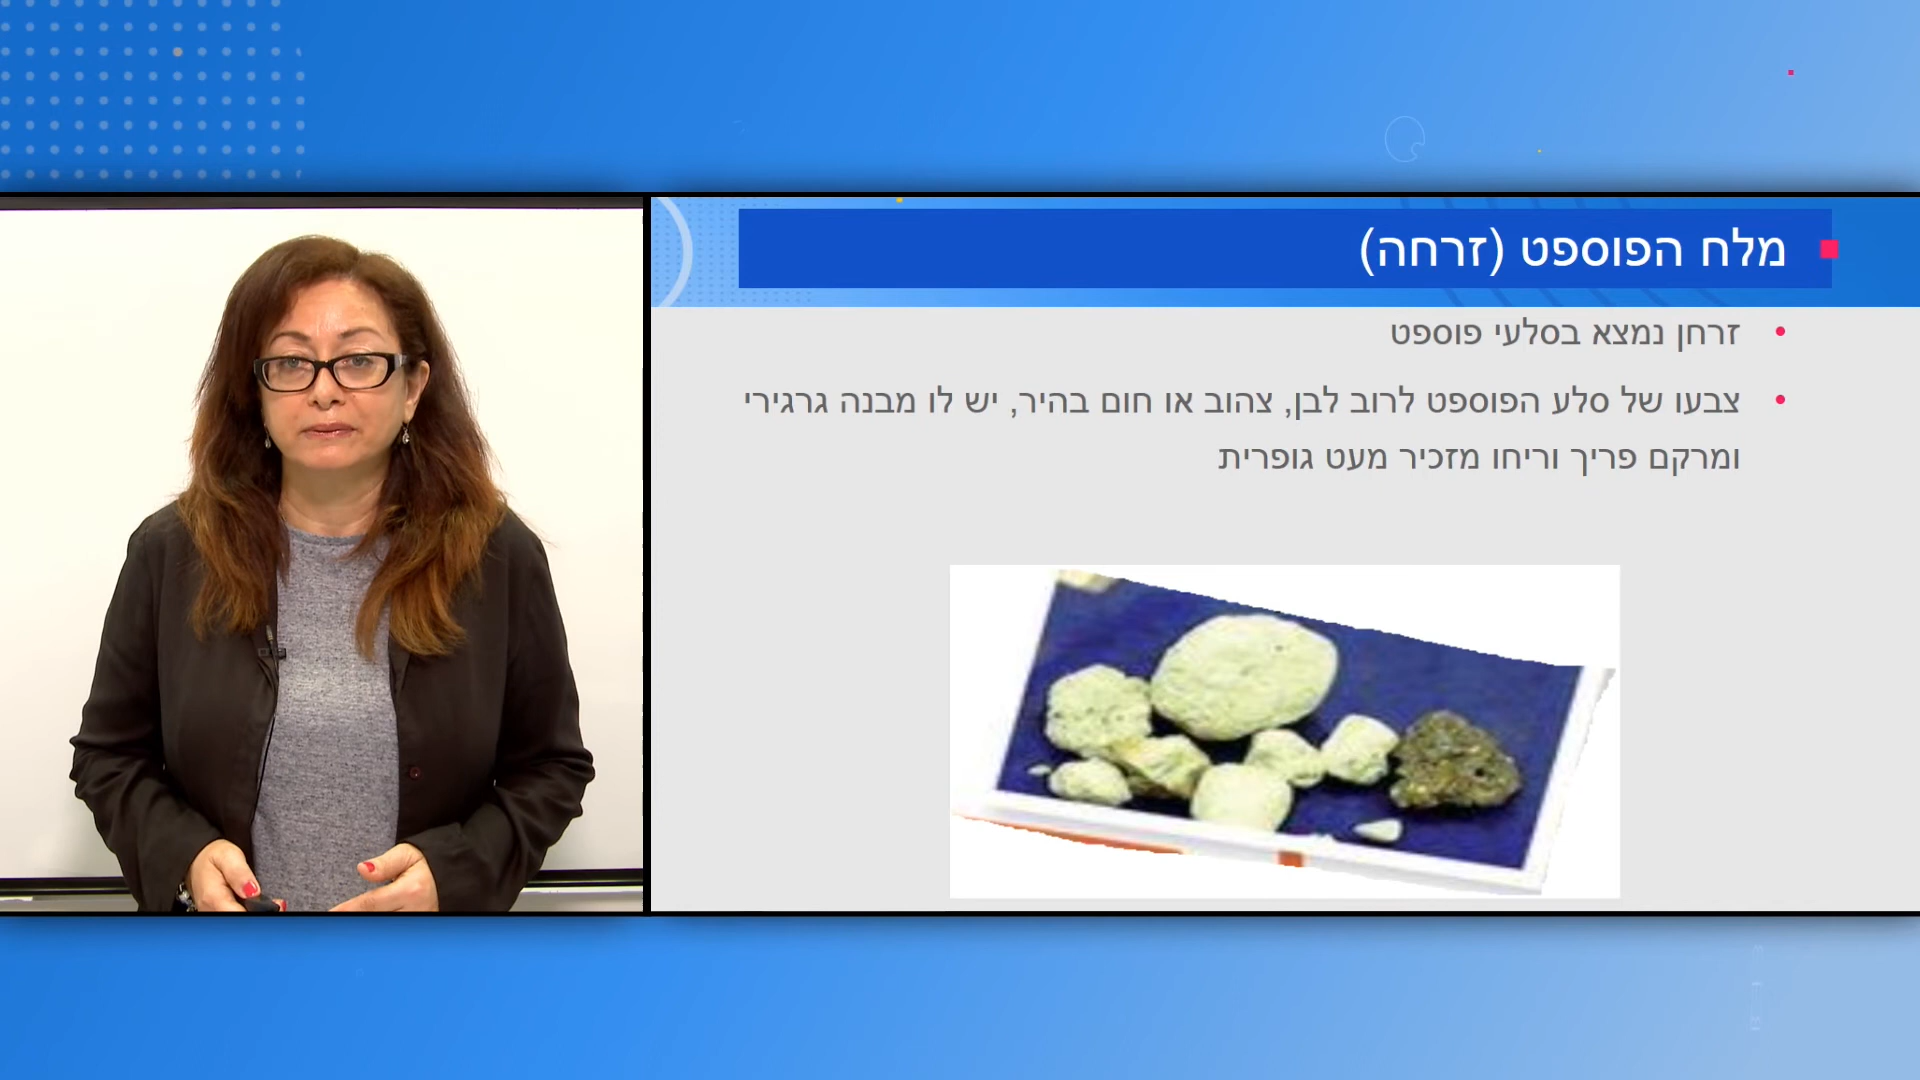 מלח הפוספט (זרחה)
זרחן נמצא בסלעי פוספט
צבעו של סלע הפוספט לרוב לבן, צהוב או חום בהיר, יש לו מבנה גרגירי
ומרקם פריך וריחו מזכיר מעט גופרית